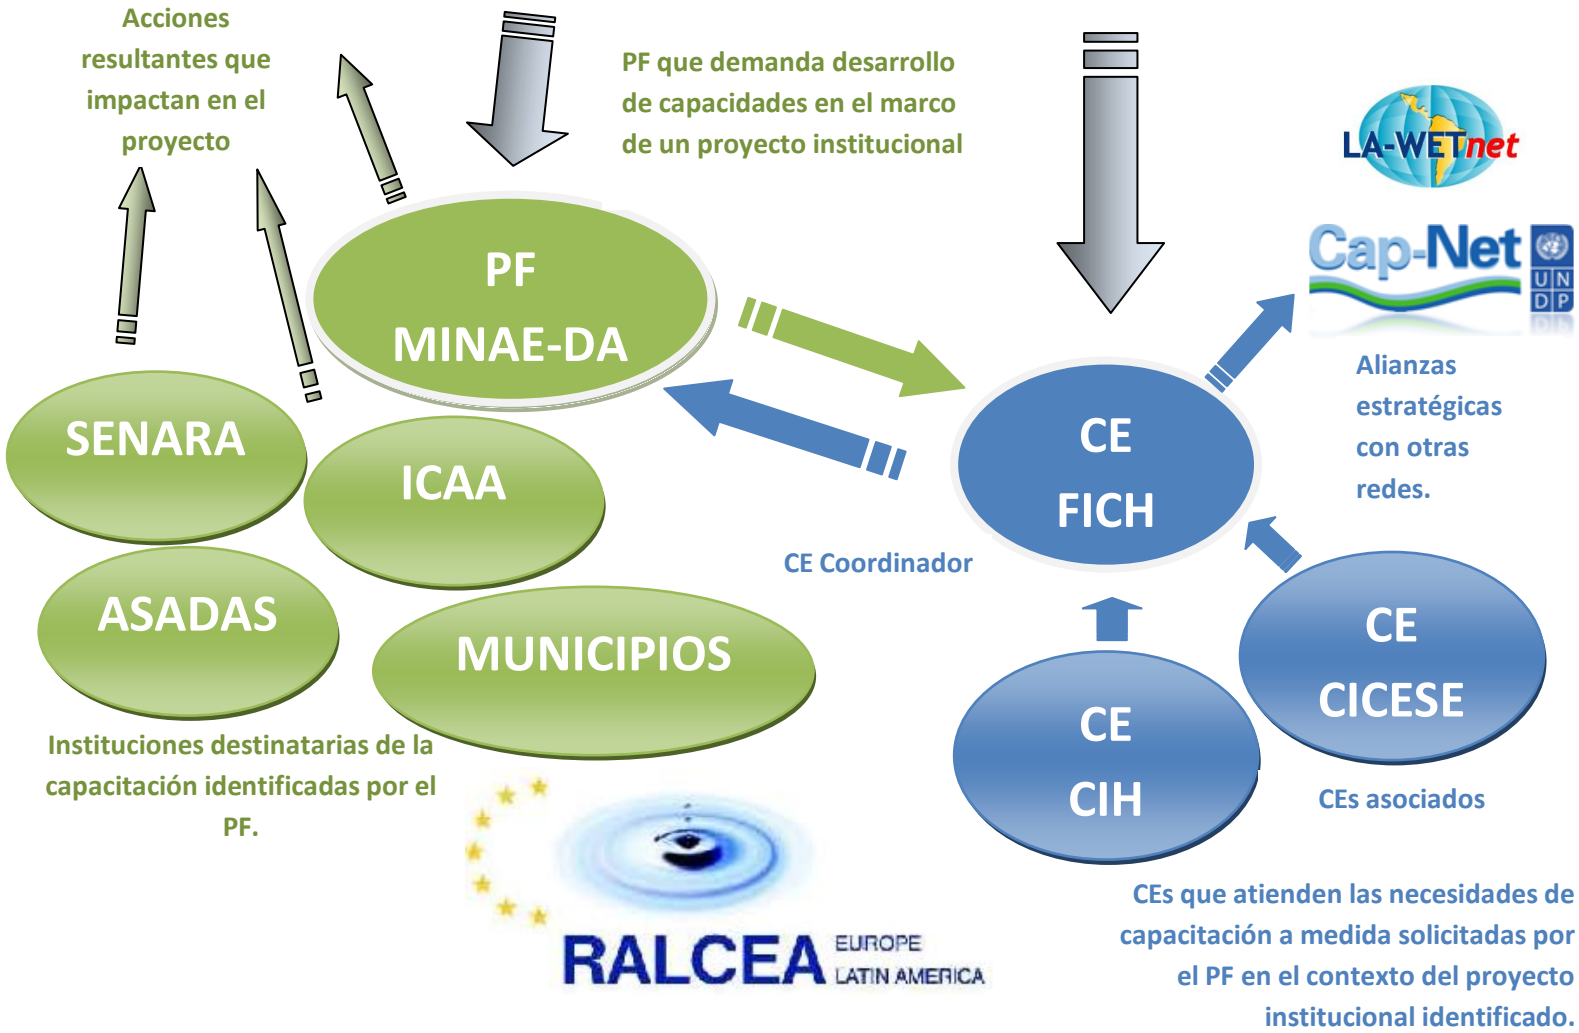 Acciones
resultantes que
impactan en el
proyecto
PF que demanda desarrollo
de capacidades en el marco
de un proyecto institucional
LA-WETnet
Cap-Net
UN
DP
PF
MINAE-DA
Alianzas
estratégicas
con otras
redes.
SENARA
ICAA
CE
FICH
CE Coordinador
ASADAS
MUNICIPIOS
CE
CICESE
CE
CIH
Instituciones destinatarias de la
capacitación identificadas por el
PF.
CEs asociados
RALCEA
EUROPE
LATIN AMERICA
CEs que atienden las necesidades de
capacitación a medida solicitadas por
el PF en el contexto del proyecto
institucional identificado.